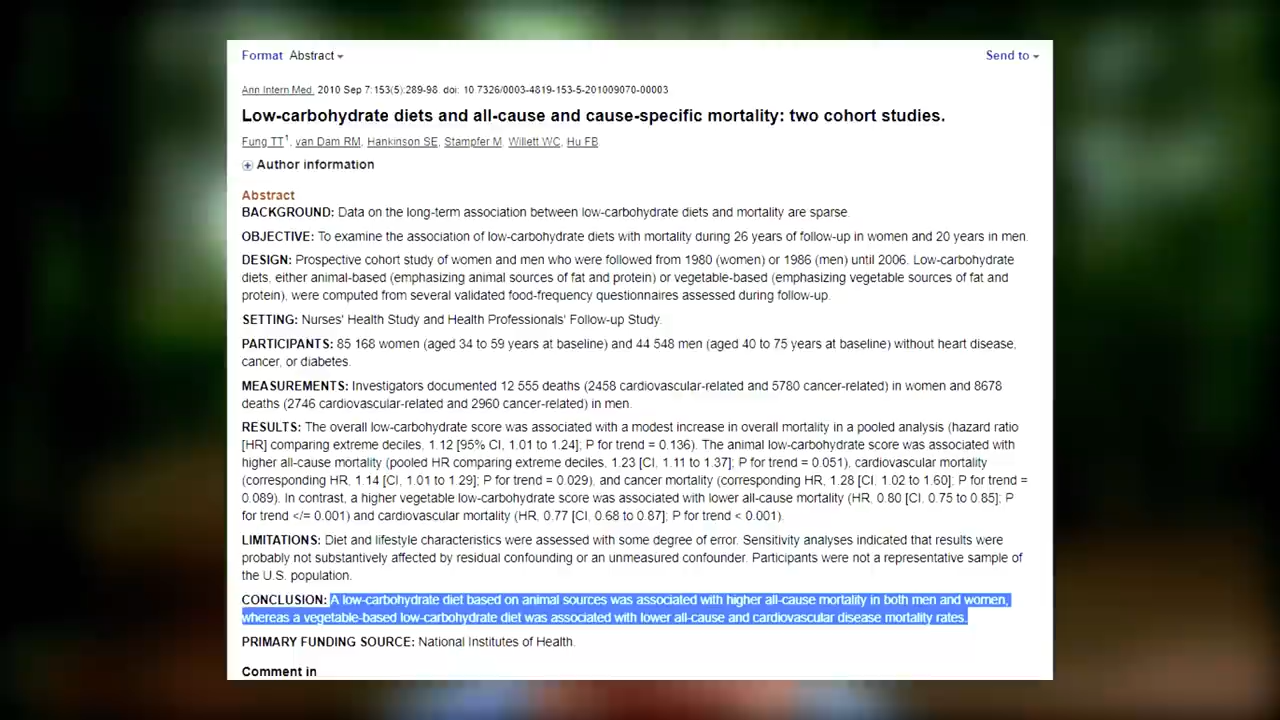 Format Abstract
Send to
Ann Intern Med. 2010 Sep 7;153(5):289-98. doi: 10.7326/0003-4819-153-5-201009070-00003
Low-carbohydrate diets and all-cause and cause-specific mortality: two cohort studies.
Fung TT1, van Dam RM, Hankinson SE, Stampfer M, Willett WC, Hu FB
Author information
Abstract
BACKGROUND: Data on the long-term association between low-carbohydrate diets and mortality are sparse.
OBJECTIVE: To examine the association of low-carbohydrate diets with mortality during 26 years of follow-up in women and 20 years in men.
DESIGN: Prospective cohort study of women and men who were followed from 1980 (women) or 1986 (men) until 2006. Low-carbohydrate
diets, either animal-based (emphasizing animal sources of fat and protein) or vegetable-based (emphasizing vegetable sources of fat and
protein), were computed from several validated food-frequency questionnaires assessed during follow-up.
SETTING: Nurses' Health Study and Health Professionals' Follow-up Study.
PARTICIPANTS: 85 168 women (aged 34 to 59 years at baseline) and 44 548 men (aged 40 to 75 years at baseline) without heart disease,
cancer, or diabetes.
MEASUREMENTS: Investigators documented 12 555 deaths (2458 cardiovascular-related and 5780 cancer-related) in women and 8678
deaths (2746 cardiovascular-related and 2960 cancer-related) in men.
RESULTS: The overall low-carbohydrate score was associated with a modest increase in overall mortality in a pooled analysis (hazard ratio
[HR] comparing extreme deciles, 1.12 [95% CI, 1.01 to 1.24]; P for trend = 0.136). The animal low-carbohydrate score was associated with
higher all-cause mortality (pooled HR comparing extreme deciles, 1.23 [CI, 1.11 to 1.37]; P for trend = 0.051), cardiovascular mortality
(corresponding HR, 1.14 [CI, 1.01 to 1.29]; P for trend = 0.029), and cancer mortality (corresponding HR, 1.28 [CI, 1.02 to 1.60]; P for trend =
0.089). In contrast, a higher vegetable low-carbohydrate score was associated with lower all-cause mortality (HR, 0.80 [CI, 0.75 to 0.85]; P
for trend </= 0.001) and cardiovascular mortality (HR, 0.77 [CI, 0.68 to 0.87]; P for trend < 0.001).
LIMITATIONS: Diet and lifestyle characteristics were assessed with some degree of error. Sensitivity analyses indicated that results were
probably not substantively affected by residual confounding or an unmeasured confounder. Participants were not a representative sample of
the U.S. population.
CONCLUSION: A low-carbohydrate diet based on animal sources was associated with higher all-cause mortality in both men and women,
whereas a vegetable-based low-carbohydrate diet was associated with lower all-cause and cardiovascular disease mortality rates.
PRIMARY FUNDING SOURCE: National Institutes of Health.
Comment in